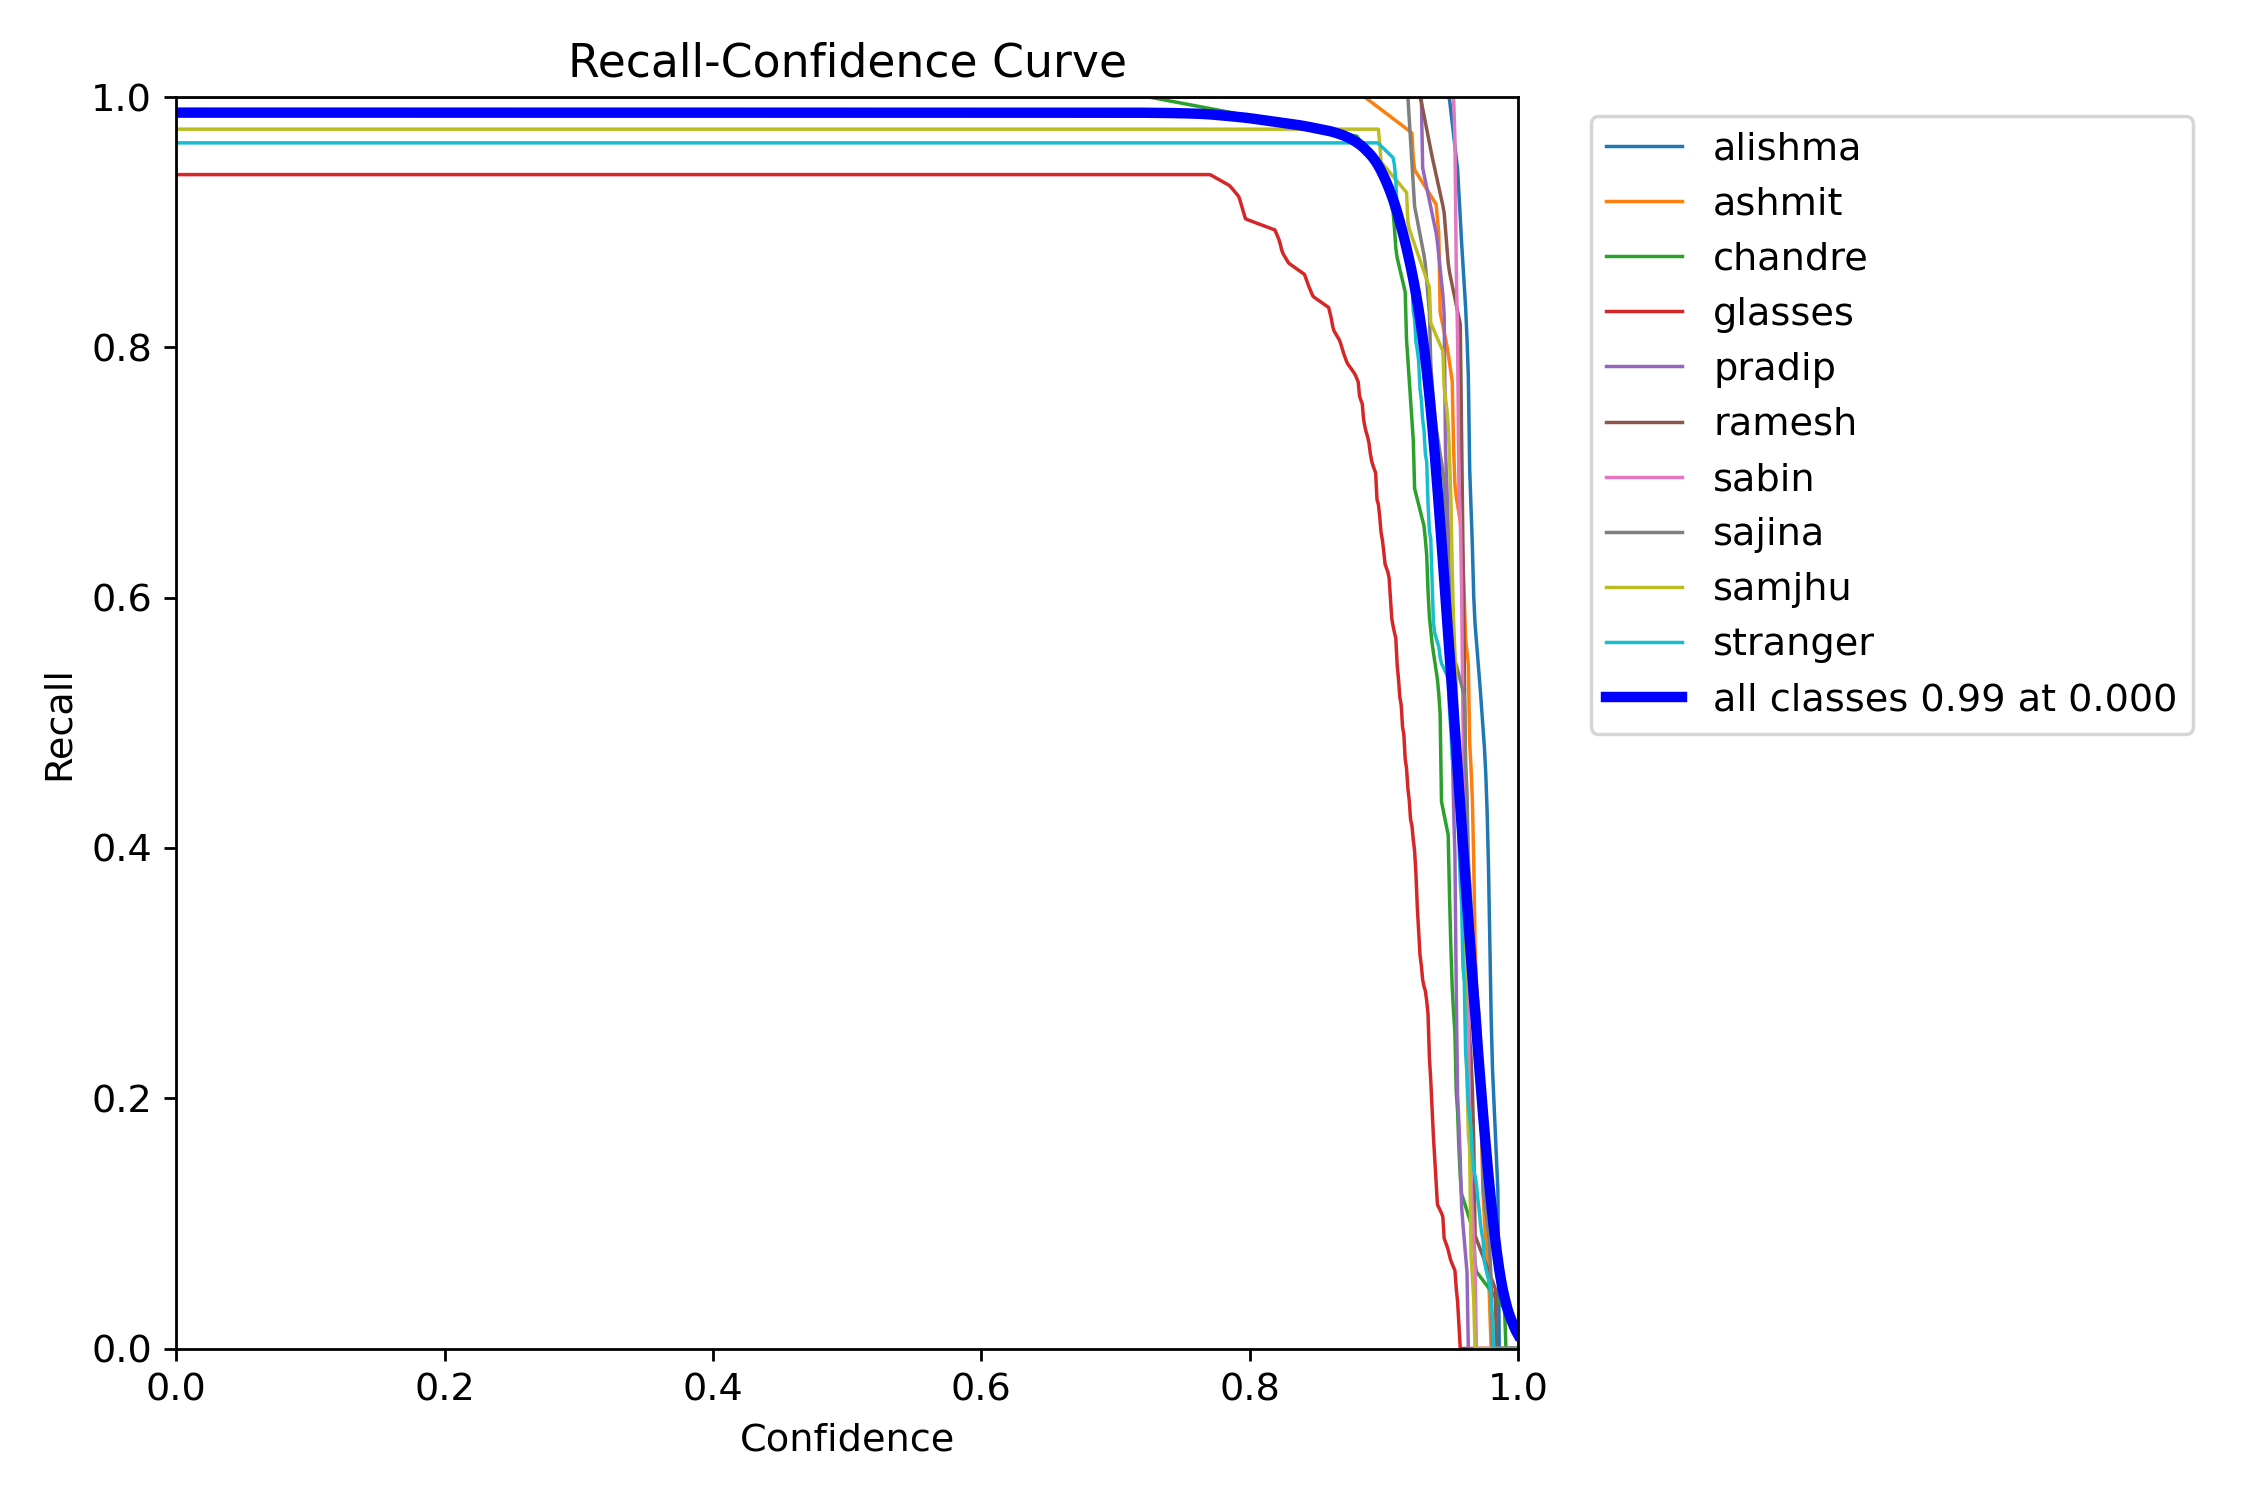 Recall-Confidence Curve
1.0
0.8
0.6
0.4
0.2
0.0
Recall
0.0 0.2 0.4 0.6 0.8 1.0
Confidence
alishma
ashmit
chandre
glasses
pradip
ramesh
sabin
sajina
samjhu
stranger
all classes 0.99 at 0.000